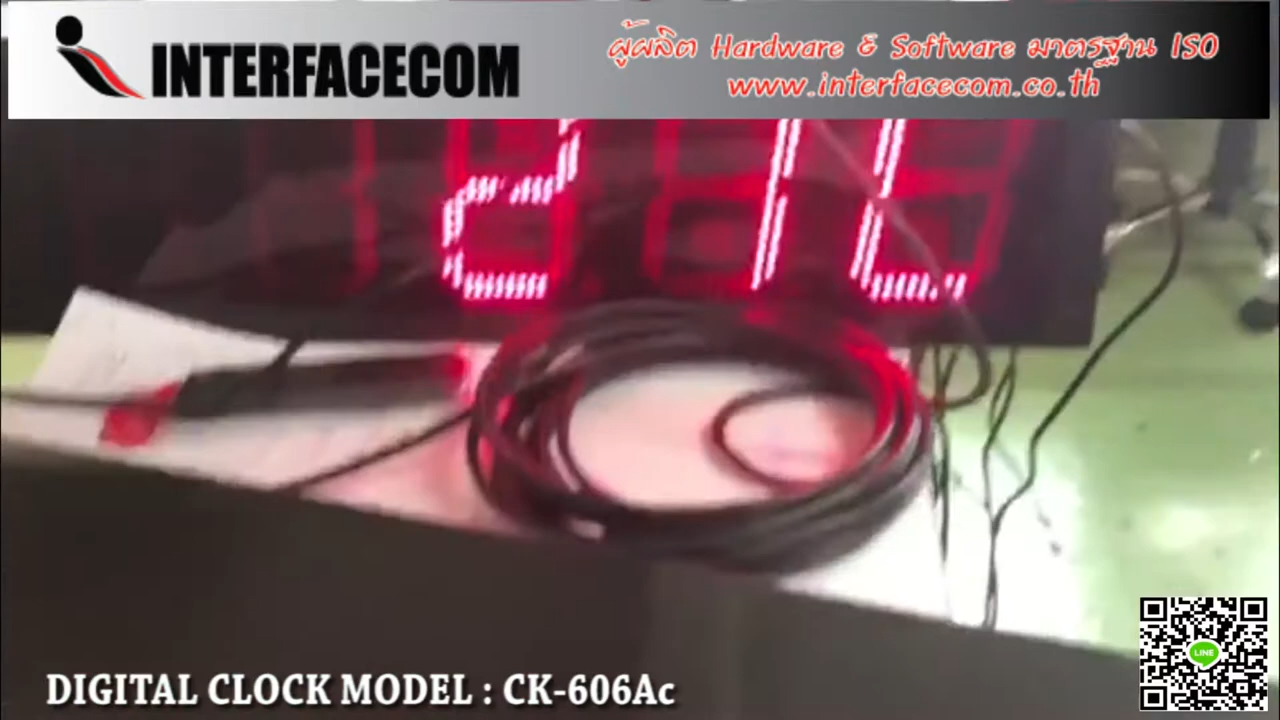 INTERFACECOM
ผู้ผลิต Hardware & Software มาตรฐาน ISO
www.interfacecom.co.th
LINE
DIGITAL CLOCK MODEL : CK-606Ac